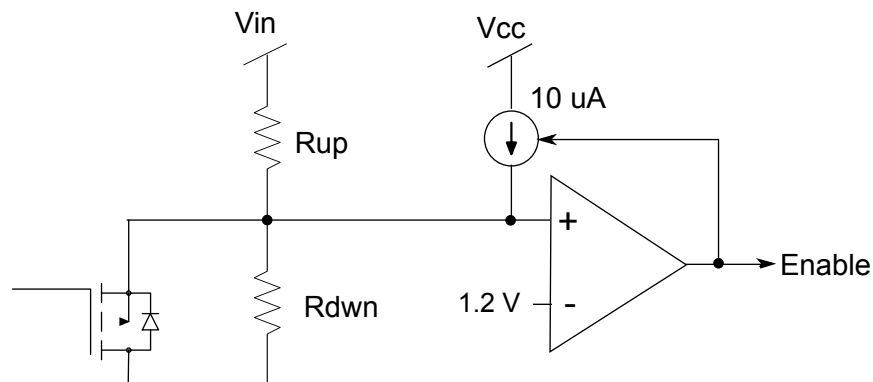 Vin
Vcc
10 uA
Rup
+
Enable
1.2 V
-
Rdwn